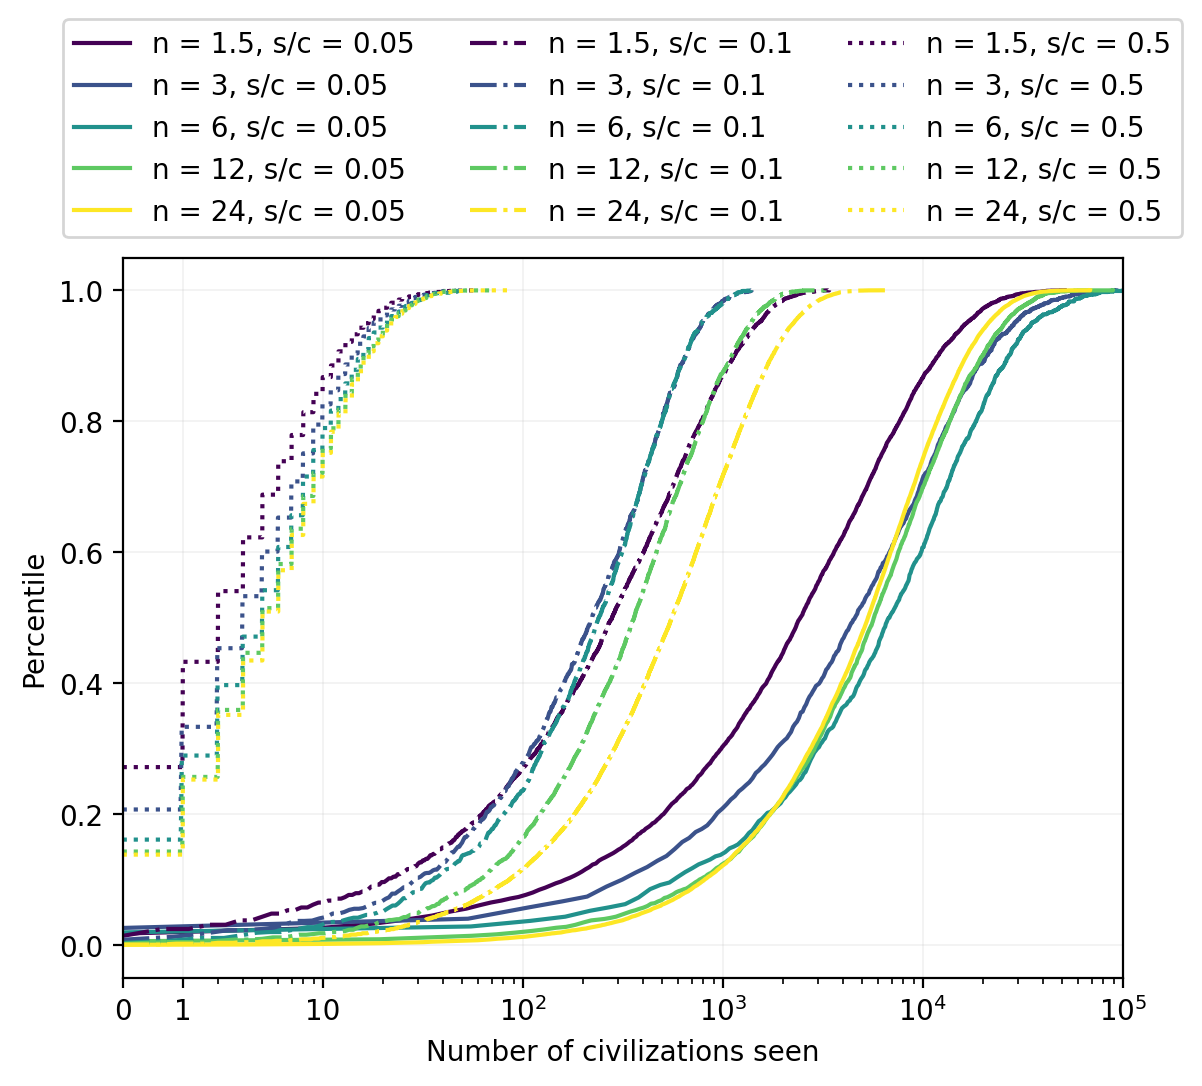 n = 1.5, s/c = 0.05 n = 1.5, s/c = 0.1 n = 1.5, s/c = 0.5
n = 3, s/c = 0.05 n = 3, s/c = 0.1 n = 3, s/c = 0.5
n = 6, s/c = 0.05 n = 6, s/c = 0.1 n = 6, s/c = 0.5
n = 12, s/c = 0.05 n = 12, s/c = 0.1 n = 12, s/c = 0.5
n = 24, s/c = 0.05 n = 24, s/c = 0.1 n = 24, s/c = 0.5
Percentile
1.0
0.8
0.6
0.4
0.2
0.0
0 1 10 10² 10³ 10⁴ 10⁵
Number of civilizations seen